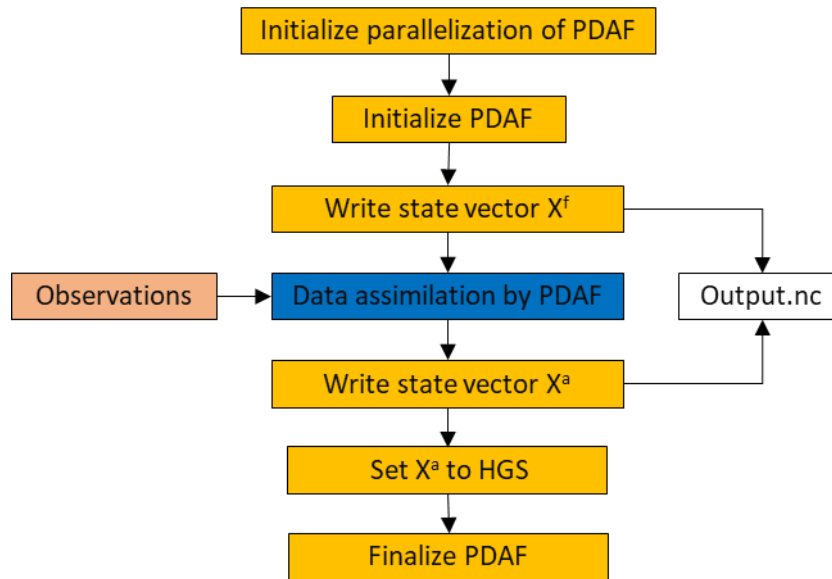 Initialize parallelization of PDAF
Initialize PDAF
Write state vector Xᶠ
Observations
Data assimilation by PDAF
Output.nc
Write state vector Xᵃ
Set Xᵃ to HGS
Finalize PDAF